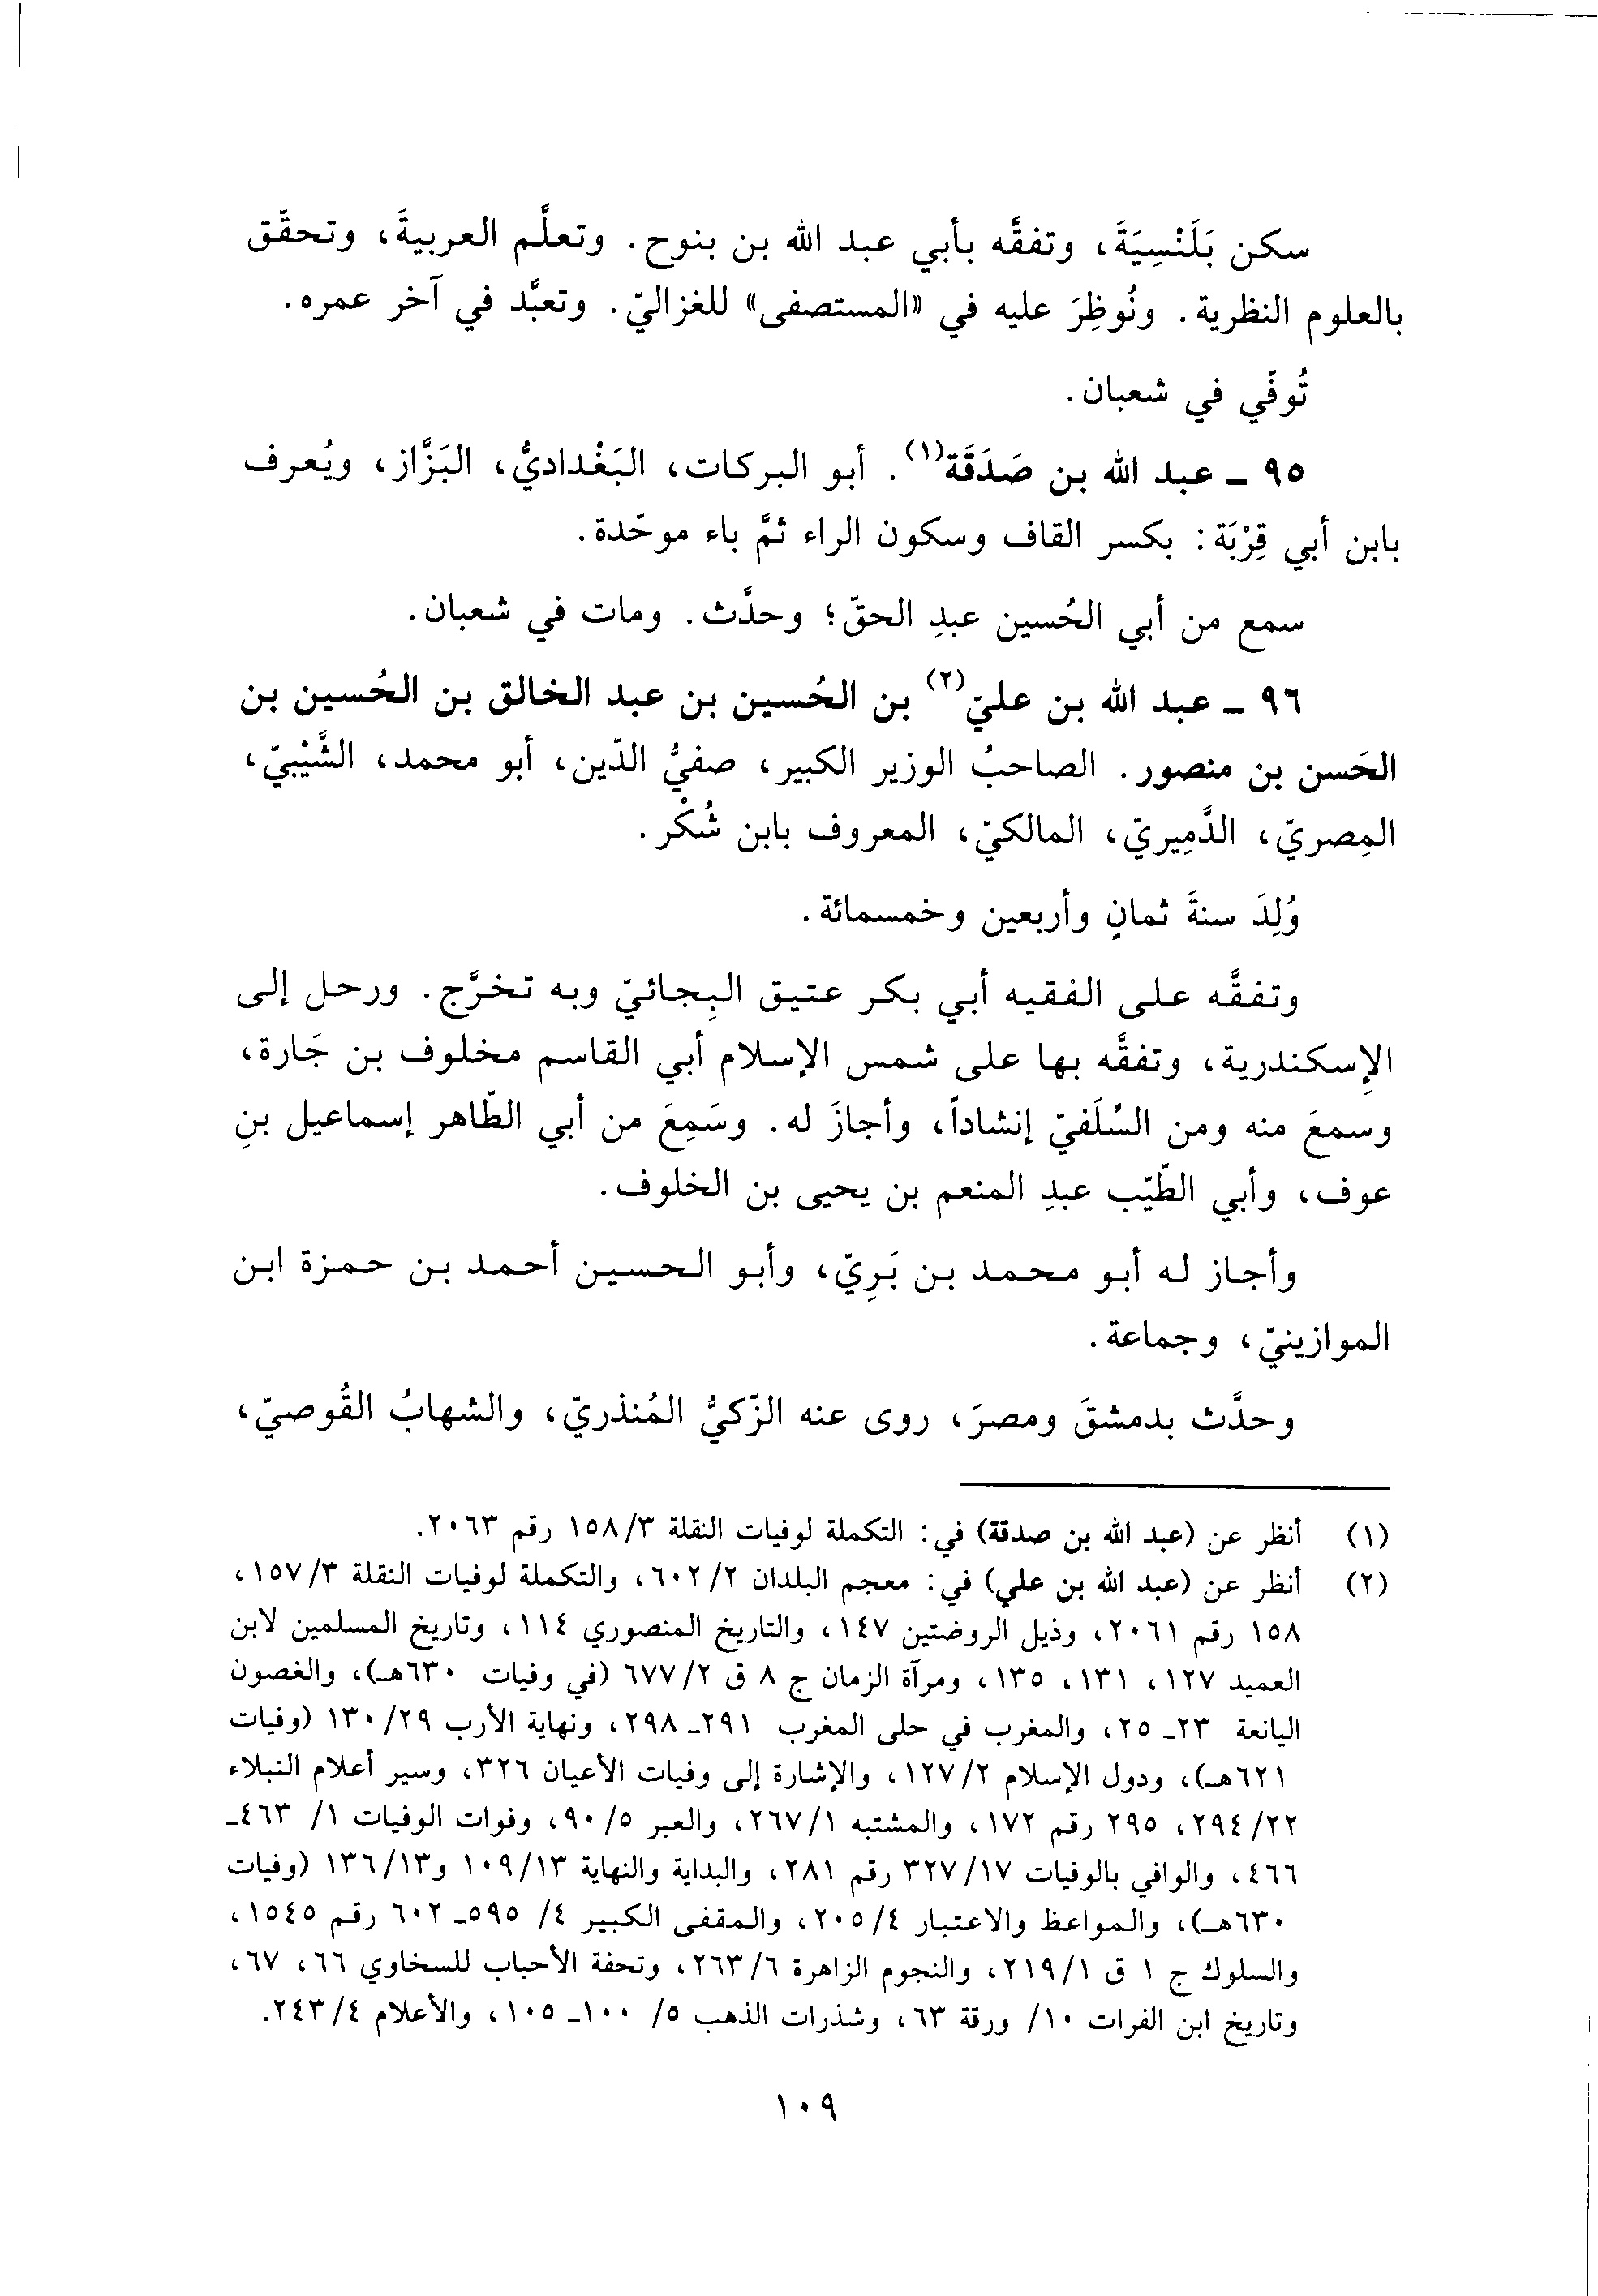 سكن بَلَنْسِيَةَ، وتفقَّه بأبي عبد الله بن بنوح. وتعلَّم العربيةَ، وتحقَّق
بالعلوم النظرية. ونُوظِرَ عليه في «المستصفى» للغزاليّ. وتعبَّد في آخر عمره.
تُوفّي في شعبان.
٩٥ ـ عبد الله بن صَدَقَة(١). أبو البركات، البَغْداديُّ، البَزَّاز، ويُعرف
بابن أبي قِرْبَة: بكسر القاف وسكون الراء ثمَّ باء موحّدة.
سمع من أبي الحُسين عبدِ الحقّ؛ وحدَّث. ومات في شعبان.
٩٦ ـ عبد الله بن عليّ(٢) بن الحُسين بن عبد الخالق بن الحُسين بن
الحَسن بن منصور. الصاحبُ الوزير الكبير، صفيُّ الدّين، أبو محمد، الشَّيْبيّ،
المِصريّ، الدَّمِيريّ، المالكيّ، المعروف بابن شُكْر.
وُلِدَ سنةَ ثمانٍ وأربعين وخمسمائة.
وتفقَّه على الفقيه أبي بكر عتيق البِجائيّ وبه تخرَّج. ورحل إلى
الإسكندرية، وتفقَّه بها على شمس الإسلام أبي القاسم مخلوف بن جَارة،
وسمعَ منه ومن السِّلَفيّ إنشاداً، وأجازَ له. وسَمِعَ من أبي الطّاهر إسماعيل بنِ
عوف، وأبي الطّيّب عبدِ المنعم بن يحيى بن الخلوف.
وأجاز له أبو محمد بن بَرِيّ، وأبو الحسين أحمد بن حمزة ابن
الموازينيّ، وجماعة.
وحدَّث بدمشقَ ومصرَ، روى عنه الزّكيُّ المُنذريّ، والشهابُ القُوصيّ،
(١) أنظر عن (عبد الله بن صدقة) في: التكملة لوفيات النقلة ٣/١٥٨ رقم ٢٠٦٣.
(٢) أنظر عن (عبد الله بن علي) في: معجم البلدان ٢/٦٠٢، والتكملة لوفيات النقلة ٣/١٥٧،
١٥٨ رقم ٢٠٦١، وذيل الروضتين ١٤٧، والتاريخ المنصوري ١١٤، وتاريخ المسلمين لابن
العميد ١٢٧، ١٣١، ١٣٥، ومرآة الزمان ج ٨ ق ٢/٦٧٧ (في وفيات ٦٣٠هـ)، والغصون
اليانعة ٢٣ـ ٢٥، والمغرب في حلى المغرب ٢٩١ـ ٢٩٨، ونهاية الأرب ٢٩/١٣٠ (وفيات
٦٢١هـ)، ودول الإسلام ٢/١٢٧، والإشارة إلى وفيات الأعيان ٣٢٦، وسير أعلام النبلاء
٢٢/٢٩٤، ٢٩٥ رقم ١٧٢، والمشتبه ١/٢٦٧، والعبر ٥/٩٠، وفوات الوفيات ١/ ٤٦٣ـ
٤٦٦، والوافي بالوفيات ١٧/٣٢٧ رقم ٢٨١، والبداية والنهاية ١٣/١٠٩ و١٣/١٣٦ (وفيات
٦٣٠هـ)، والمواعظ والاعتبار ٤/٢٠٥، والمقفى الكبير ٤/ ٥٩٥ـ ٦٠٢ رقم ١٥٤٥،
والسلوك ج ١ ق ١/٢١٩، والنجوم الزاهرة ٦/٢٦٣، وتحفة الأحباب للسخاوي ٦٦، ٦٧،
وتاريخ ابن الفرات ١٠/ ورقة ٦٣، وشذرات الذهب ٥/ ١٠٠ـ ١٠٥، والأعلام ٤/٢٤٣.
١٠٩